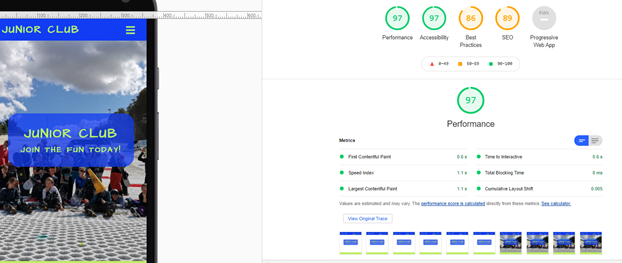 JUNIOR CLUB
JUNIOR CLUB
JOIN THE FUN TODAY!
97
97
86
89
Performance
Accessibility
Best
Practices
SEO
Progressive
Web App
0-49
50-89
90-100
97
Performance
Metrics
First Contentful Paint 0.6 s
Time to Interactive 0.6 s
Speed Index 1.1 s
Total Blocking Time 0 ms
Largest Contentful Paint 1.1 s
Cumulative Layout Shift 0.005
Values are estimated and may vary. The performance score is calculated directly from these metrics. See calculator.
View Original Trace